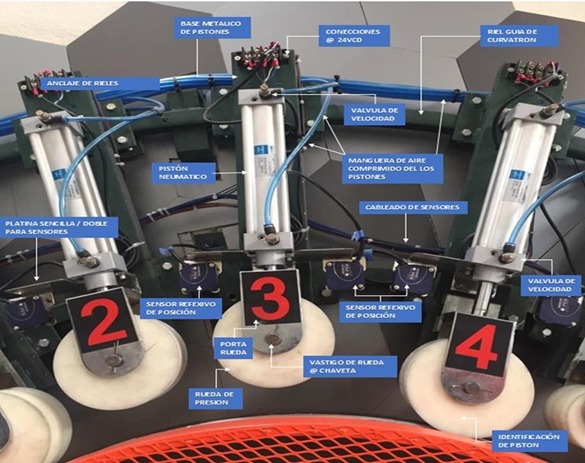 BASE METALICO
DE PISTONES
CONECCIONES
@ 24VCD
RIEL GUIA DE
CURVATRON
ANCLAJE DE RIELES
VALVULA DE
VELOCIDAD
PISTÓN
NEUMATICO
MANGUERA DE AIRE
COMPRIMIDO DEL LOS
PISTONES
PLATINA SENCILLA / DOBLE
PARA SENSORES
CABLEADO DE SENSORES
VALVULA DE
VELOCIDAD
SENSOR REFEXIVO
DE POSICIÓN
SENSOR REFEXIVO
DE POSICIÓN
2
3
4
PORTA
RUEDA
VASTIGO DE RUEDA
@ CHAVETA
RUEDA DE
PRESION
IDENTIFICACIÓN
DE PISTON